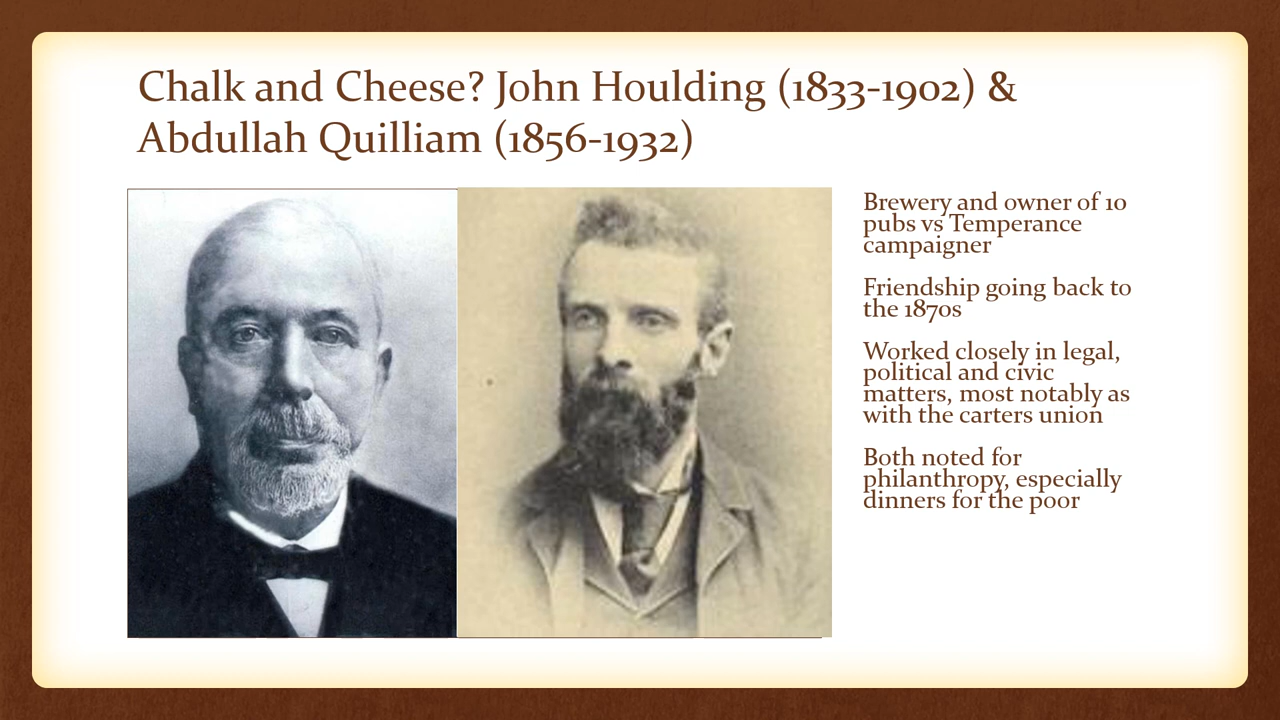 Chalk and Cheese? John Houlding (1833-1902) &
Abdullah Quilliam (1856-1932)
Brewery and owner of 10
pubs vs Temperance
campaigner
Friendship going back to
the 1870s
Worked closely in legal,
political and civic
matters, most notably as
with the carters union
Both noted for
philanthropy, especially
dinners for the poor